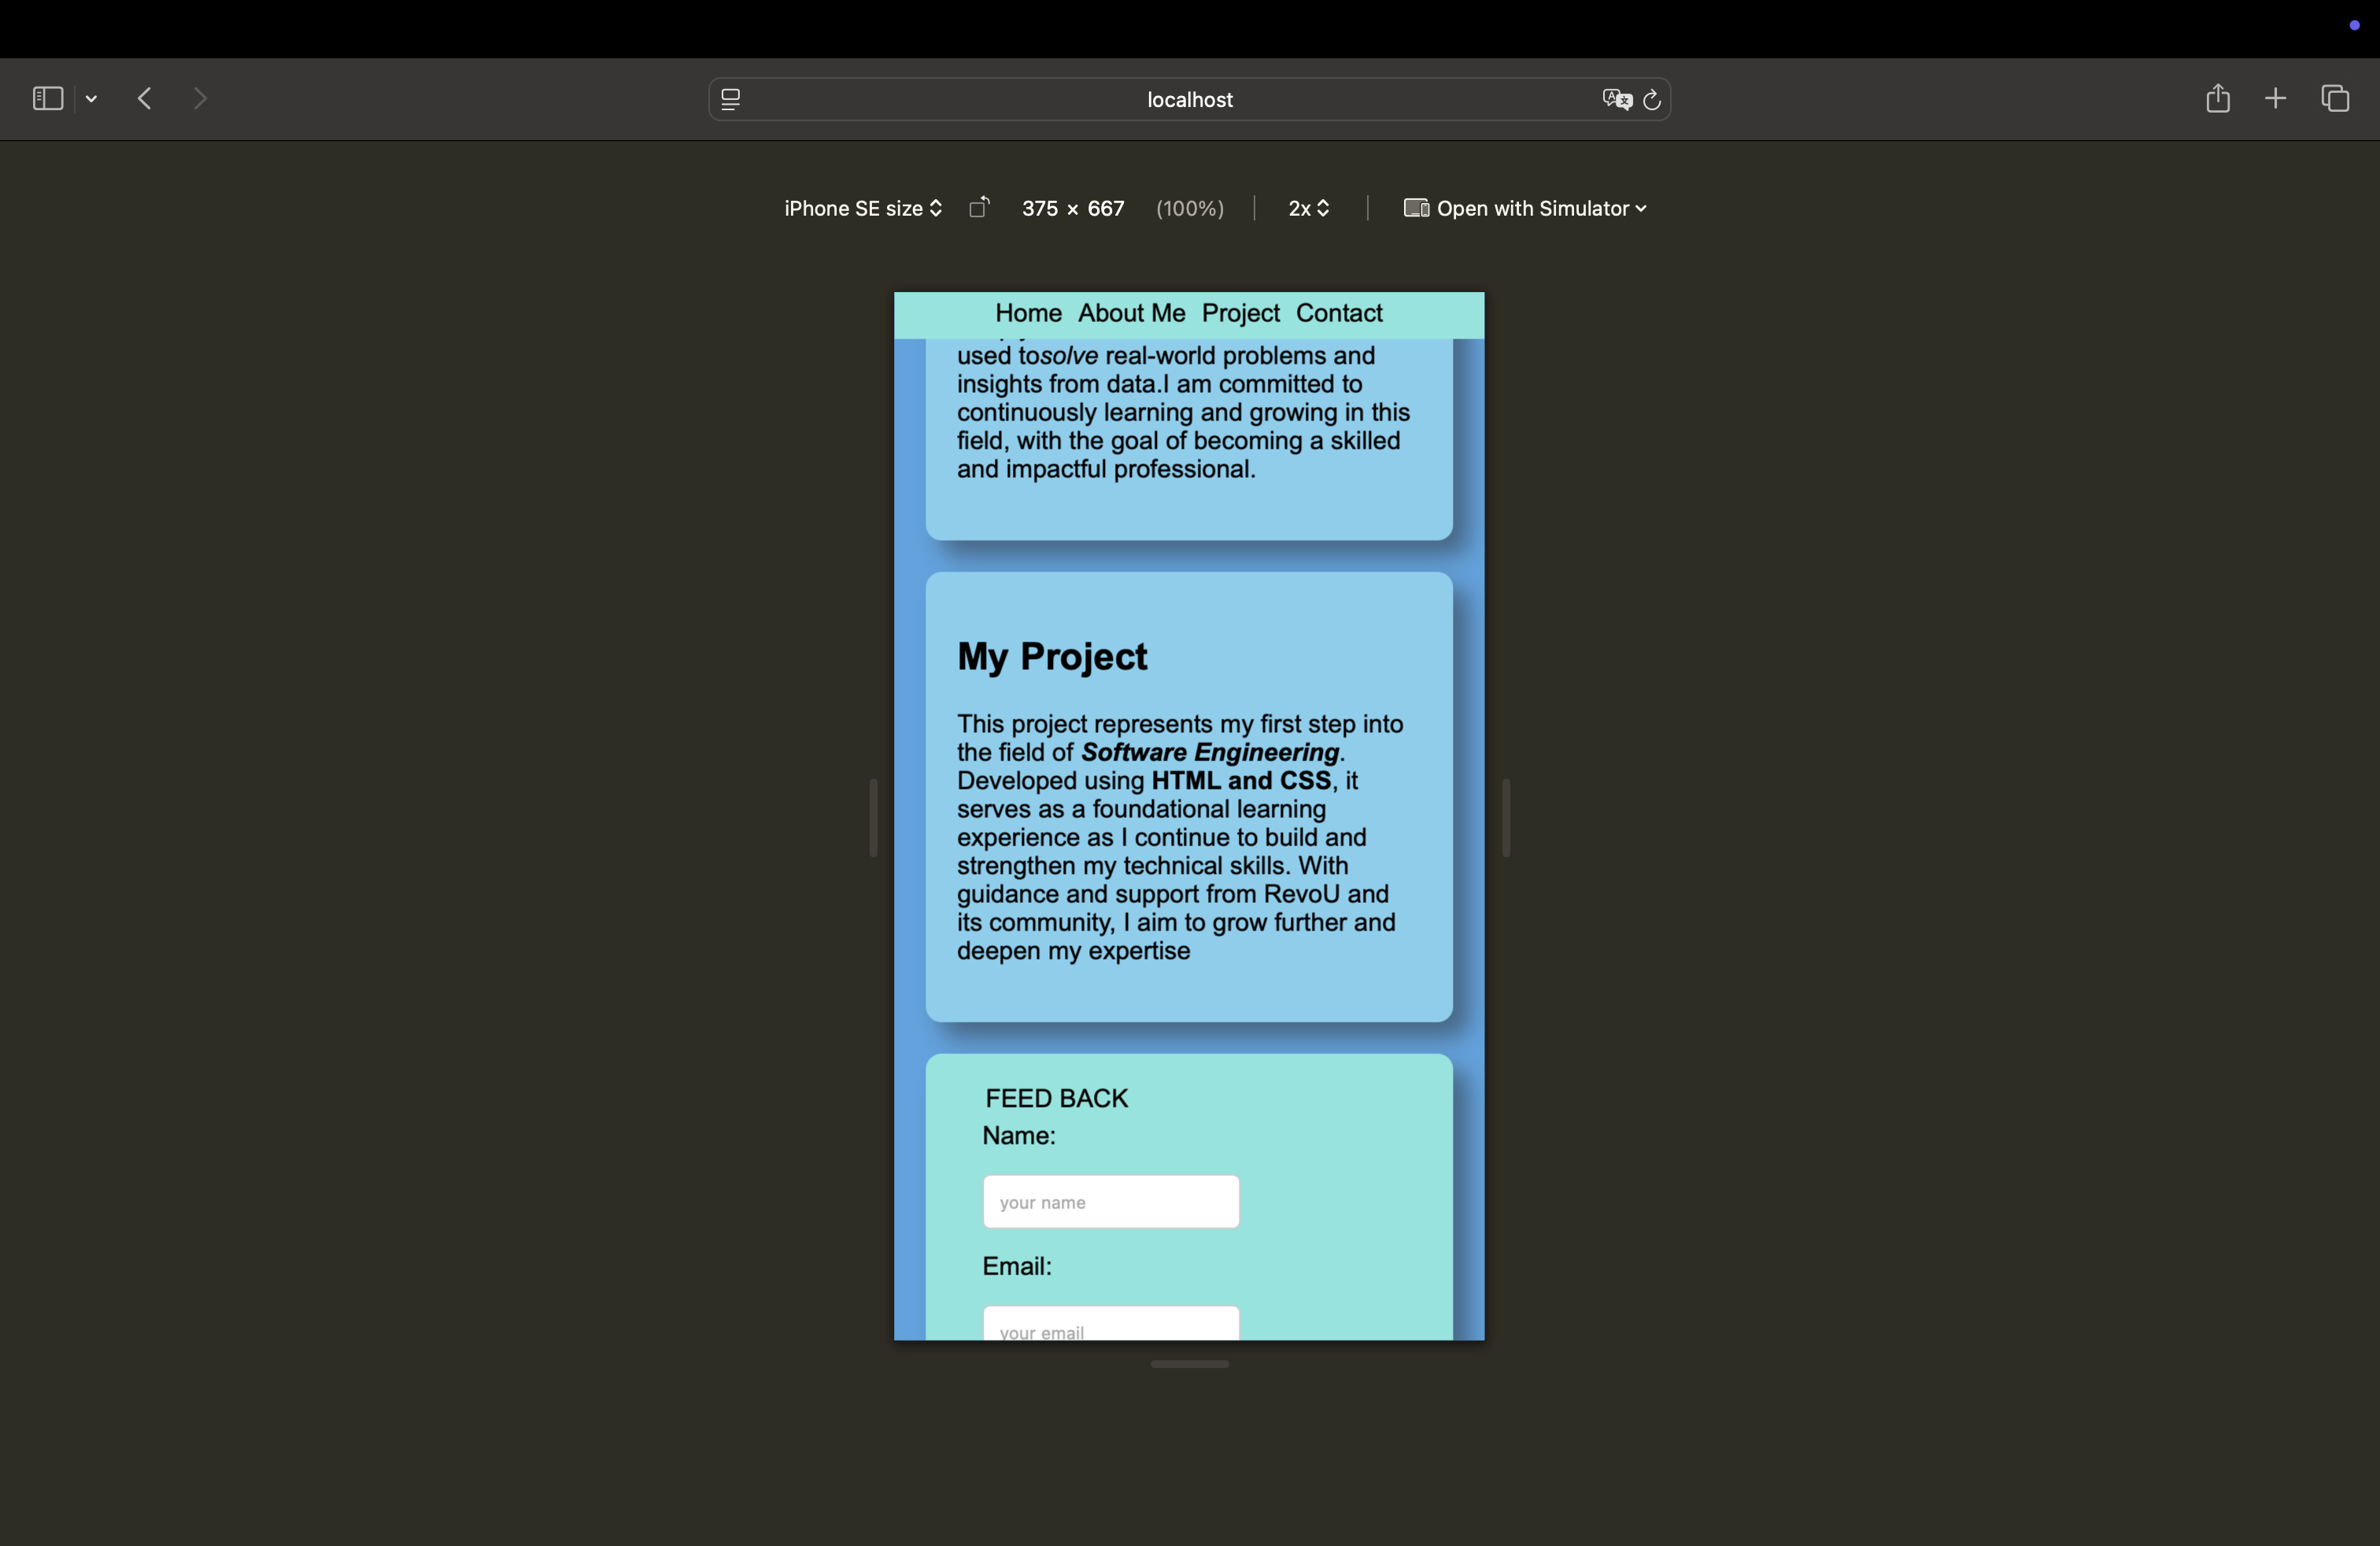 localhost
iPhone SE size 375 × 667 (100%) 2x Open with Simulator
Home About Me Project Contact
used tosolve real-world problems and
insights from data.I am committed to
continuously learning and growing in this
field, with the goal of becoming a skilled
and impactful professional.
My Project
This project represents my first step into
the field of Software Engineering.
Developed using HTML and CSS, it
serves as a foundational learning
experience as I continue to build and
strengthen my technical skills. With
guidance and support from RevoU and
its community, I aim to grow further and
deepen my expertise
FEED BACK
Name:
your name
Email:
your email